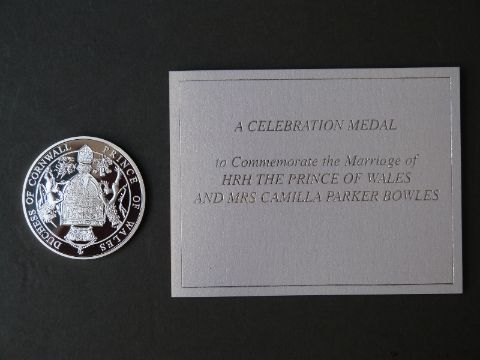 DUCHESS OF CORNWALL PRINCE OF WALES
A CELEBRATION MEDAL
to Commemorate the Marriage of
HRH THE PRINCE OF WALES
AND MRS CAMILLA PARKER BOWLES